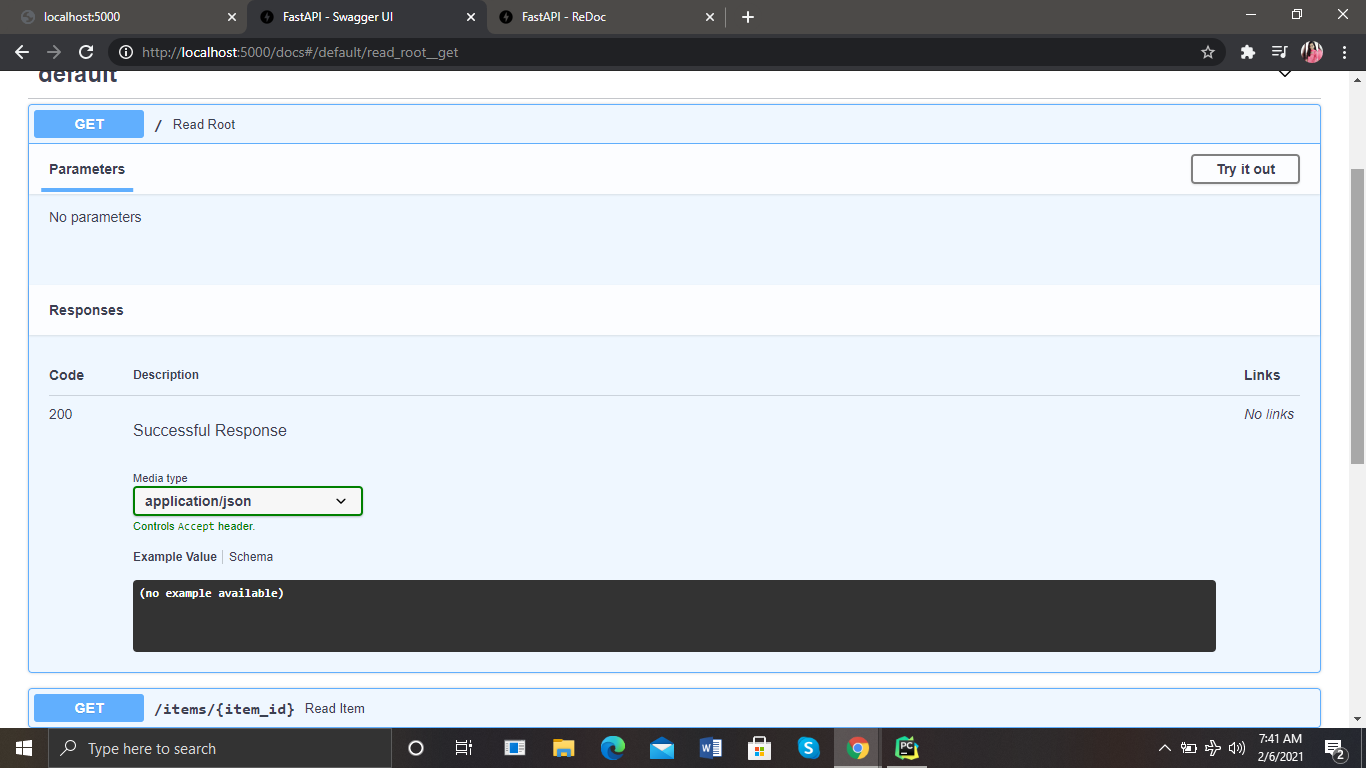 localhost:5000
FastAPI - Swagger UI
FastAPI - ReDoc
http://localhost:5000/docs#/default/read_root__get
default
GET / Read Root
Parameters
Try it out
No parameters
Responses
Code Description Links
200 No links
Successful Response
Media type
application/json
Controls Accept header.
Example Value Schema
(no example available)
GET /items/{item_id} Read Item
Type here to search
7:41 AM
2/6/2021
2